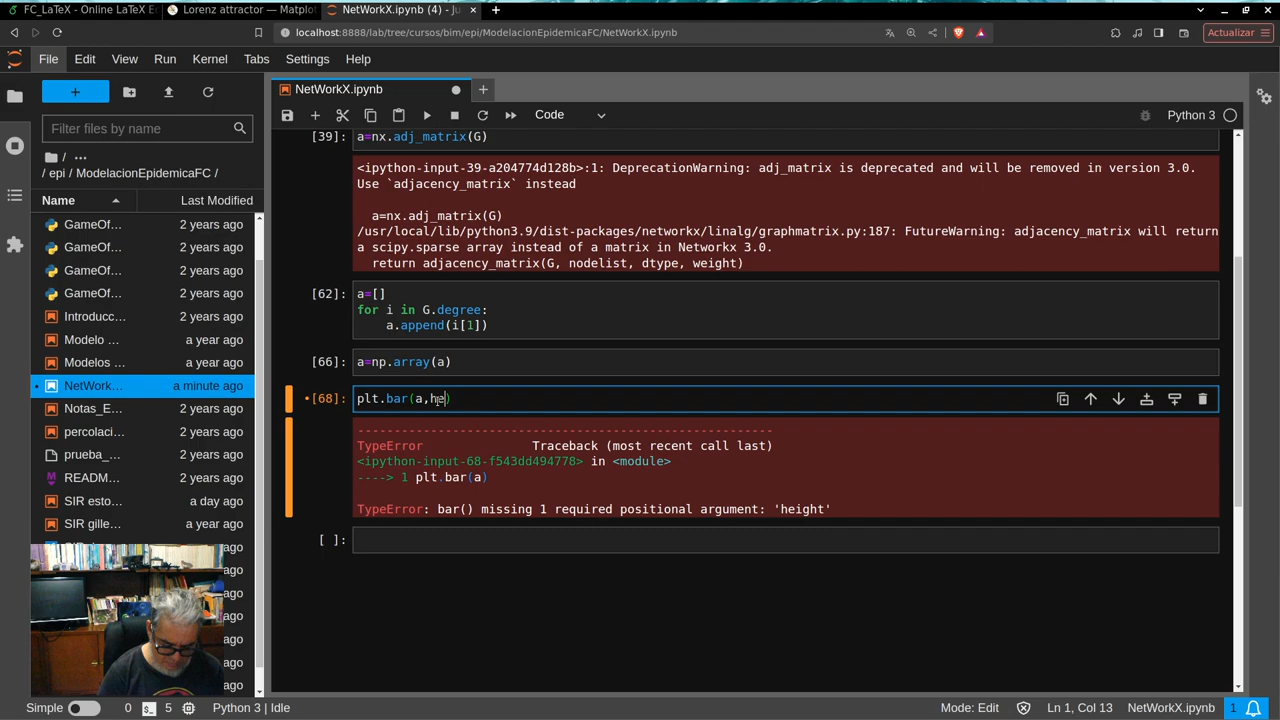 FC_LaTeX - Online LaTeX E
Lorenz attractor — Matplot
NetWorkX.ipynb (4) - Ju
localhost:8888/lab/tree/cursos/bim/epi/ModelacionEpidemicaFC/NetWorkX.ipynb
Actualizar
File Edit View Run Kernel Tabs Settings Help
Filter files by name
/ ···
/ epi / ModelacionEpidemicaFC /
Name Last Modified
GameOf... 2 years ago
GameOf... 2 years ago
GameOf... 2 years ago
GameOf... 2 years ago
Introducc... 2 years ago
Modelo ... a year ago
Modelos ... a year ago
NetWork... a minute ago
Notas_E... 2 years ago
percolaci... 2 years ago
prueba_... 2 years ago
READM... 2 years ago
SIR esto... a day ago
SIR gille... a year ago
ago
ago
ago
ago
ago
ago
ago
NetWorkX.ipynb
Code
Python 3
[39]: a=nx.adj_matrix(G)
<ipython-input-39-a204774d128b>:1: DeprecationWarning: adj_matrix is deprecated and will be removed in version 3.0.
Use `adjacency_matrix` instead
a=nx.adj_matrix(G)
/usr/local/lib/python3.9/dist-packages/networkx/linalg/graphmatrix.py:187: FutureWarning: adjacency_matrix will return
a scipy.sparse array instead of a matrix in Networkx 3.0.
return adjacency_matrix(G, nodelist, dtype, weight)
[62]: a=[]
for i in G.degree:
a.append(i[1])
[66]: a=np.array(a)
•[68]: plt.bar(a,he)
---------------------------------------------------------
TypeError Traceback (most recent call last)
<ipython-input-68-f543dd494778> in <module>
----> 1 plt.bar(a)
TypeError: bar() missing 1 required positional argument: 'height'
[ ]:
Simple 0 5 Python 3 | Idle
Mode: Edit Ln 1, Col 13 NetWorkX.ipynb 1